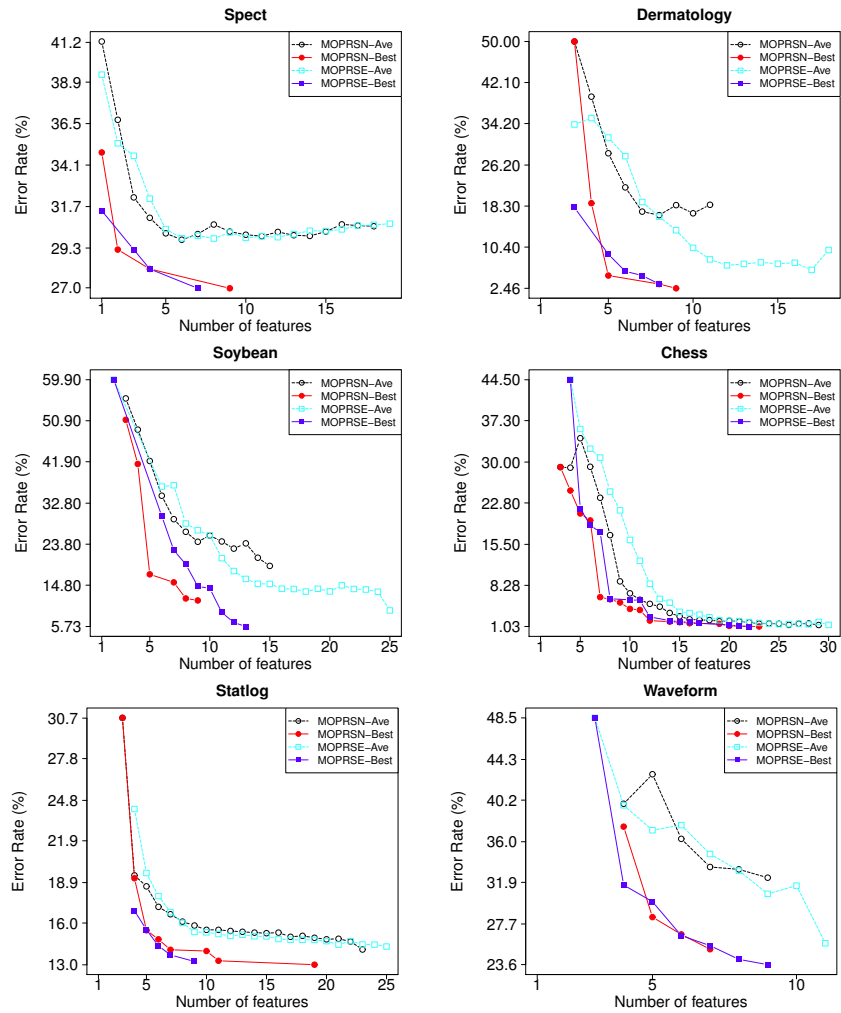 Spect
Error Rate (%)
41.2
38.9
36.5
34.1
31.7
29.3
27.0
MOPRSN−Ave
MOPRSN−Best
MOPRSE−Ave
MOPRSE−Best
1 5 10 15
Number of features
Dermatology
Error Rate (%)
50.00
42.10
34.20
26.10
18.30
10.40
2.46
MOPRSN−Ave
MOPRSN−Best
MOPRSE−Ave
MOPRSE−Best
1 5 10 15
Number of features
Soybean
Error Rate (%)
59.90
50.90
41.90
32.80
23.80
14.80
5.73
MOPRSN−Ave
MOPRSN−Best
MOPRSE−Ave
MOPRSE−Best
1 5 10 15 20 25
Number of features
Chess
Error Rate (%)
44.50
37.30
30.00
22.80
15.50
8.28
1.03
MOPRSN−Ave
MOPRSN−Best
MOPRSE−Ave
MOPRSE−Best
1 5 10 15 20 25 30
Number of features
Statlog
Error Rate (%)
30.7
27.8
24.8
21.9
18.9
16.0
13.0
MOPRSN−Ave
MOPRSN−Best
MOPRSE−Ave
MOPRSE−Best
1 5 10 15 20 25
Number of features
Waveform
Error Rate (%)
48.5
44.3
40.2
36.0
31.9
27.7
23.6
MOPRSN−Ave
MOPRSN−Best
MOPRSE−Ave
MOPRSE−Best
1 5 10
Number of features